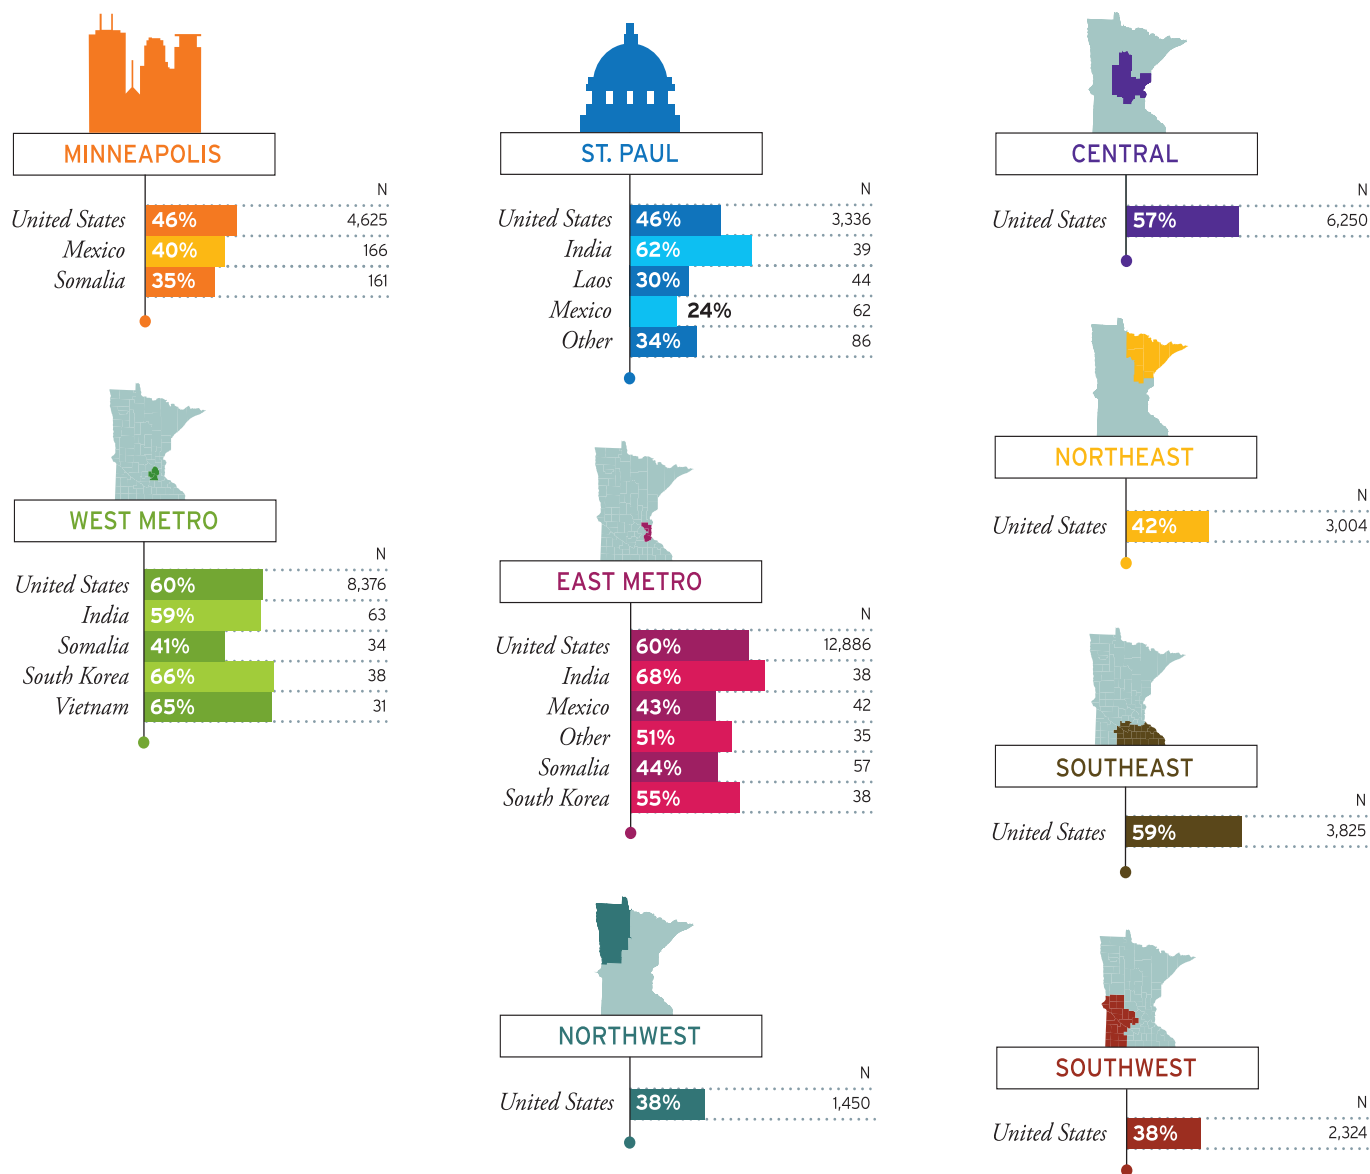 MINNEAPOLIS
N
United States 46% 4,625
Mexico 40% 166
Somalia 35% 161
WEST METRO
N
United States 60% 8,376
India 59% 63
Somalia 41% 34
South Korea 66% 38
Vietnam 65% 31
ST. PAUL
N
United States 46% 3,336
India 62% 39
Laos 30% 44
Mexico 24% 62
Other 34% 86
EAST METRO
N
United States 60% 12,886
India 68% 38
Mexico 43% 42
Other 51% 35
Somalia 44% 57
South Korea 55% 38
NORTHWEST
N
United States 38% 1,450
CENTRAL
N
United States 57% 6,250
NORTHEAST
N
United States 42% 3,004
SOUTHEAST
N
United States 59% 3,825
SOUTHWEST
N
United States 38% 2,324